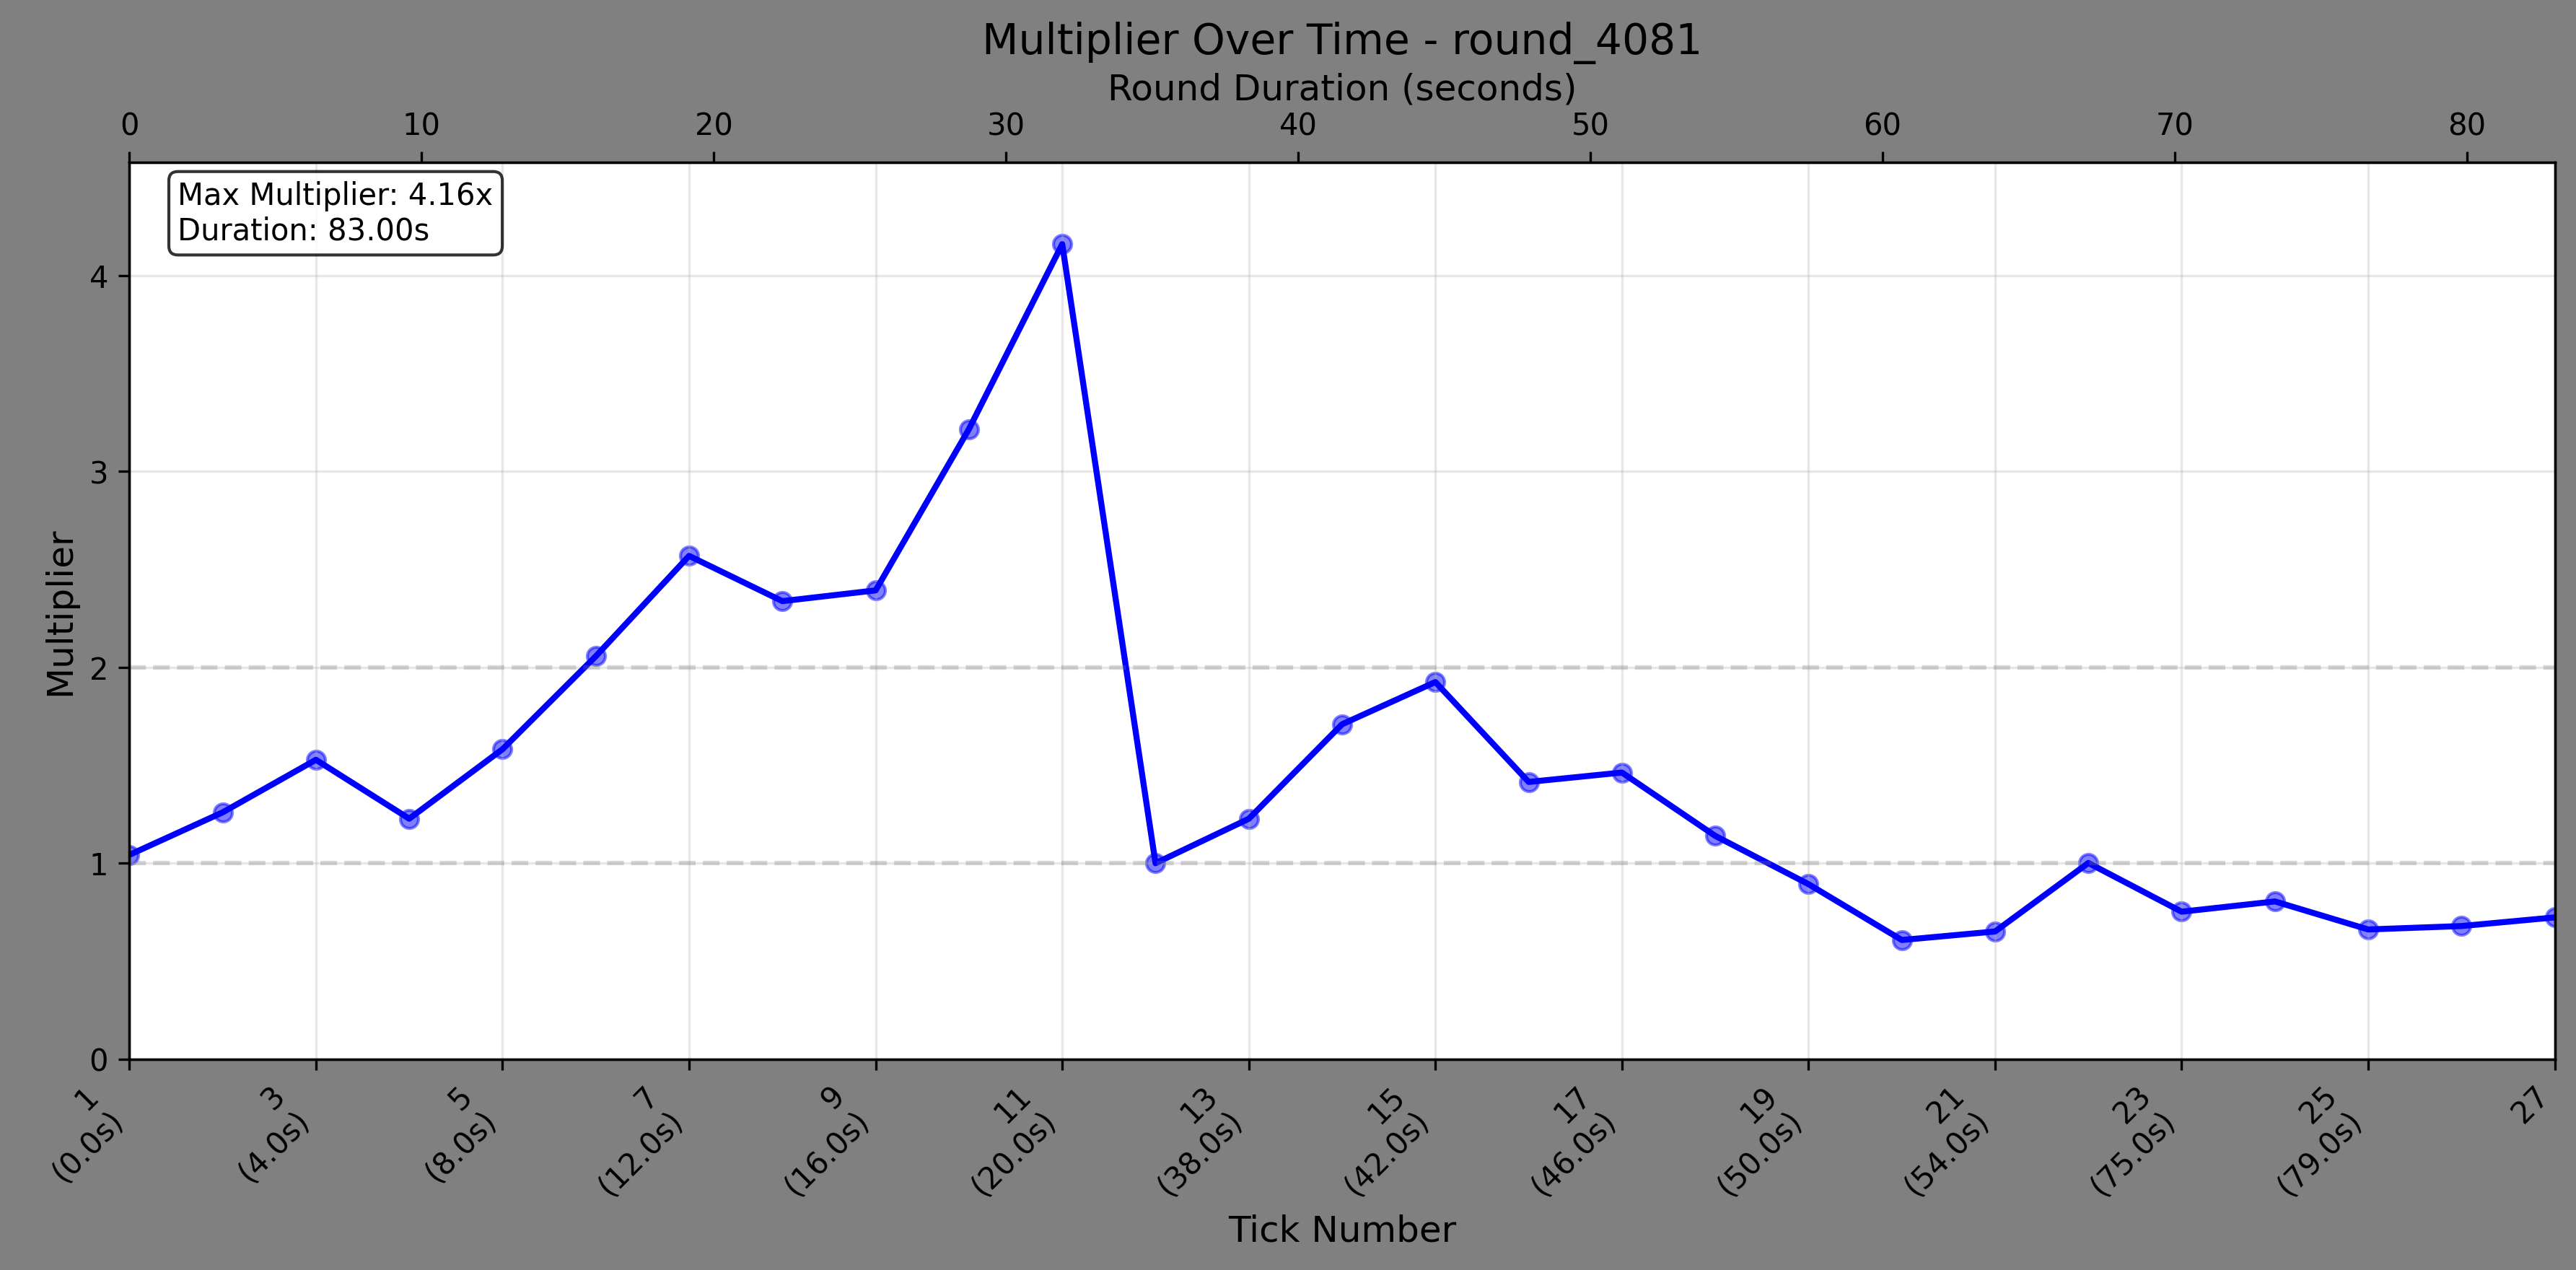 Multiplier Over Time - round_4081
Round Duration (seconds)
0 10 20 30 40 50 60 70 80
Max Multiplier: 4.16x
Duration: 83.00s
4
3
2
1
0
Multiplier
1
(0.0s)
3
(4.0s)
5
(8.0s)
7
(12.0s)
9
(16.0s)
11
(20.0s)
13
(38.0s)
15
(42.0s)
17
(46.0s)
19
(50.0s)
21
(54.0s)
23
(75.0s)
25
(79.0s)
27
Tick Number